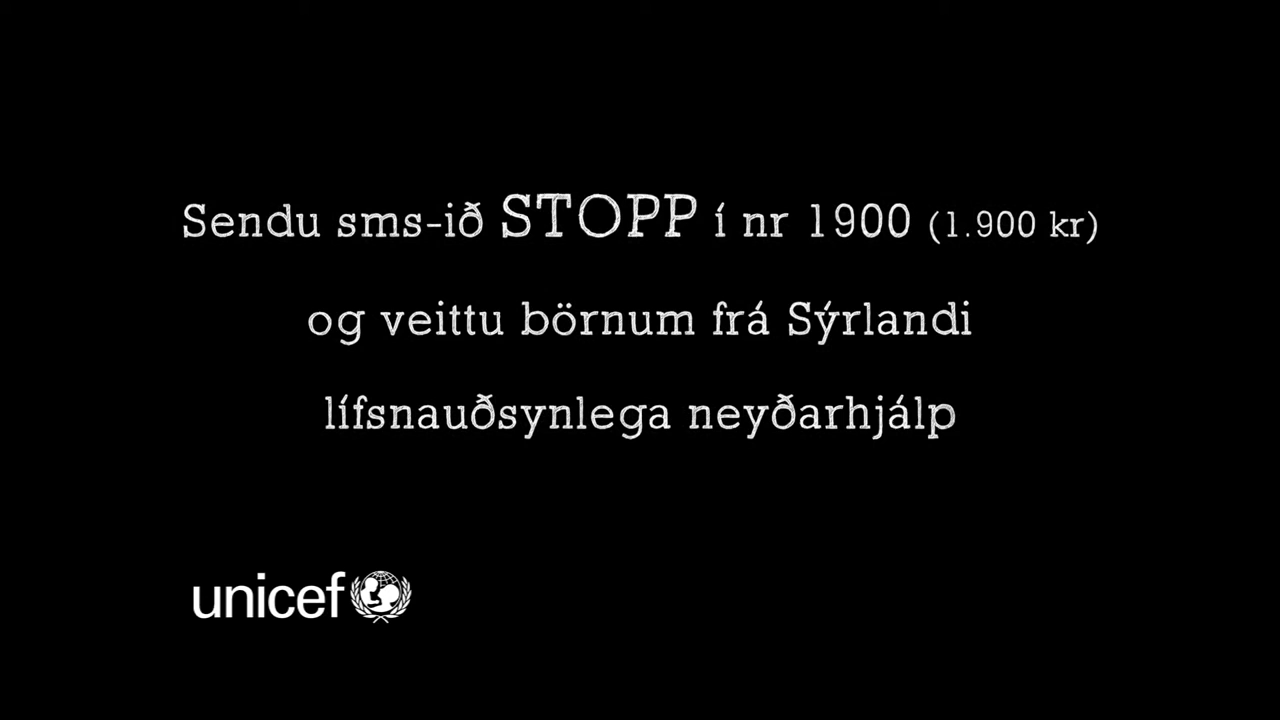 Sendu sms-ið STOPP í nr 1900 (1.900 kr)
og veittu börnum frá Sýrlandi
lífsnauðsynlega neyðarhjálp
unicef